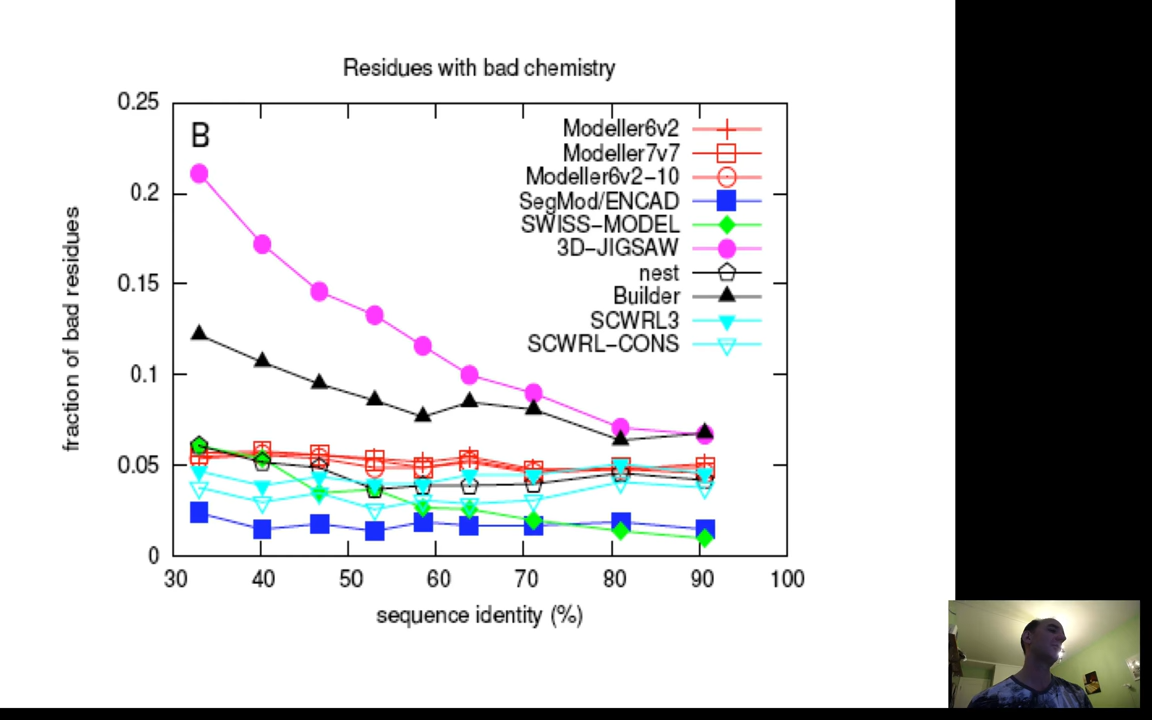 Residues with bad chemistry
B
fraction of bad residues
0.25
0.2
0.15
0.1
0.05
0
Modeller6v2
Modeller7v7
Modeller6v2-10
SegMod/ENCAD
SWISS-MODEL
3D-JIGSAW
nest
Builder
SCWRL3
SCWRL-CONS
30 40 50 60 70 80 90 100
sequence identity (%)